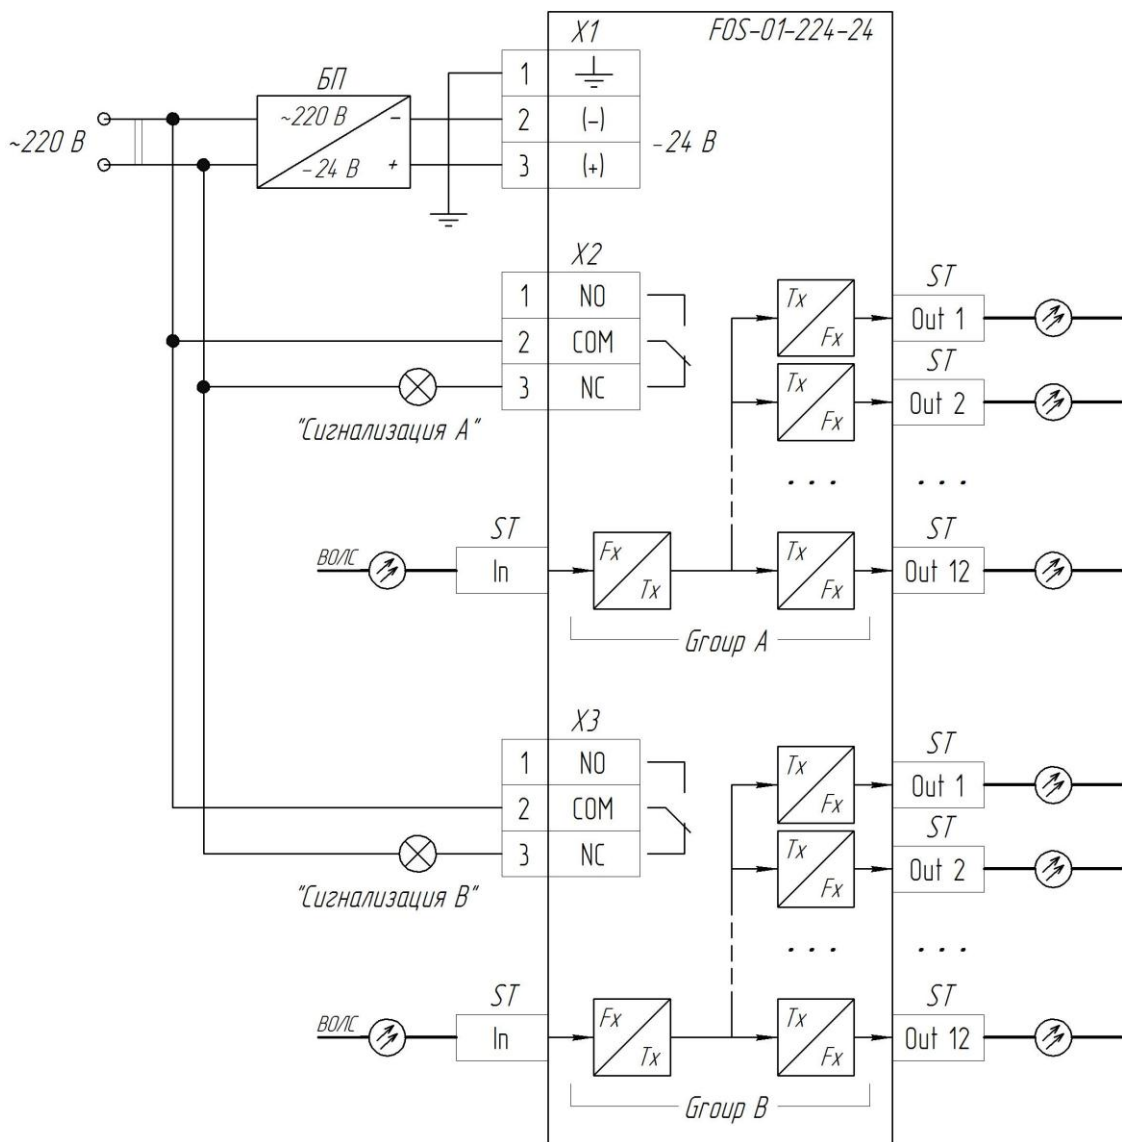 FOS-01-224-24
X1
1
2 (-)
3 (+)
-24 В
БП
~220 В -
-24 В +
~220 В
X2
1 NO
2 COM
3 NC
"Сигнализация А"
ST
Tx
Fx
Out 1
ST
Tx
Fx
Out 2
. . . . . .
ST
ВОЛС
In
Fx
Tx
Tx
Fx
ST
Out 12
Group A
X3
1 NO
2 COM
3 NC
"Сигнализация В"
ST
Tx
Fx
Out 1
ST
Tx
Fx
Out 2
. . . . . .
ST
ВОЛС
In
Fx
Tx
Tx
Fx
ST
Out 12
Group B